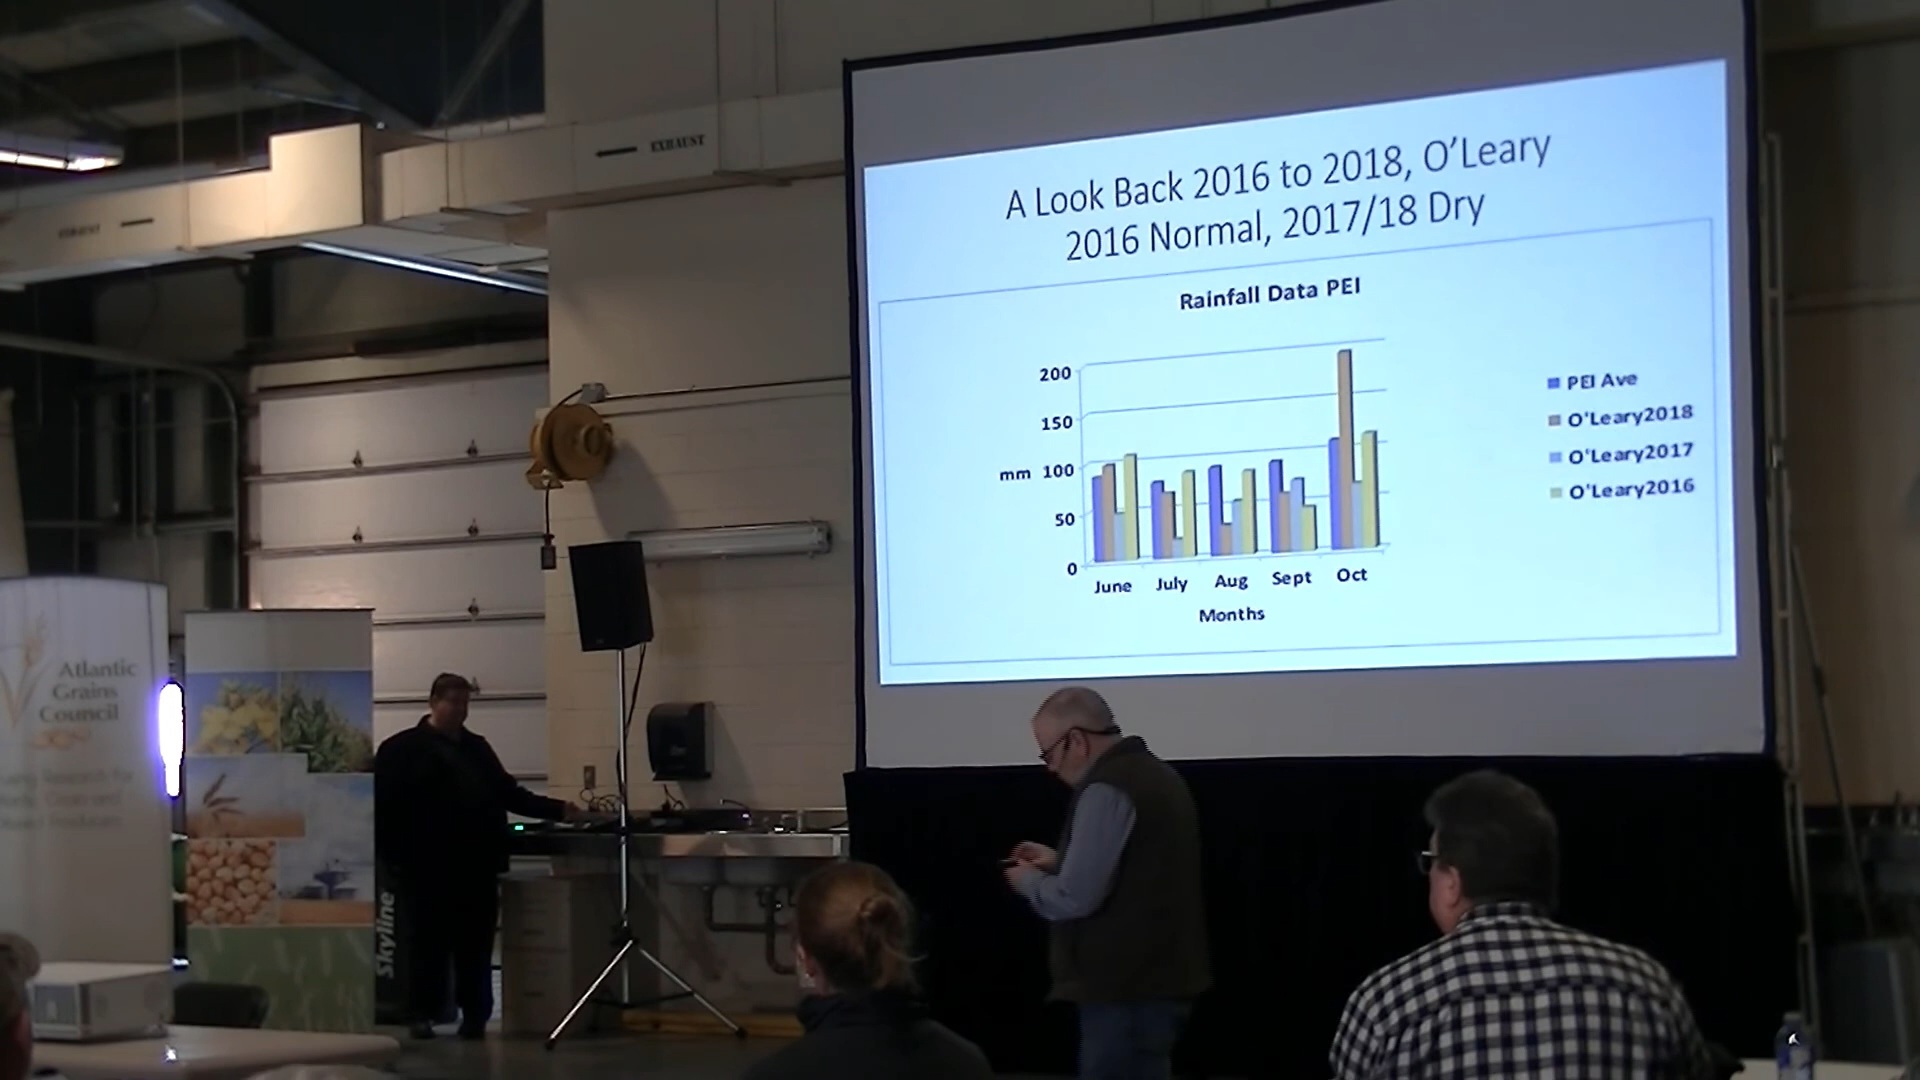 EXHAUST
EXHAUST
A Look Back 2016 to 2018, O'Leary
2016 Normal, 2017/18 Dry
Rainfall Data PEI
200
150
mm 100
50
0
June July Aug Sept Oct
Months
PEI Ave
O'Leary2018
O'Leary2017
O'Leary2016
Atlantic
Grains
Council
Skyline